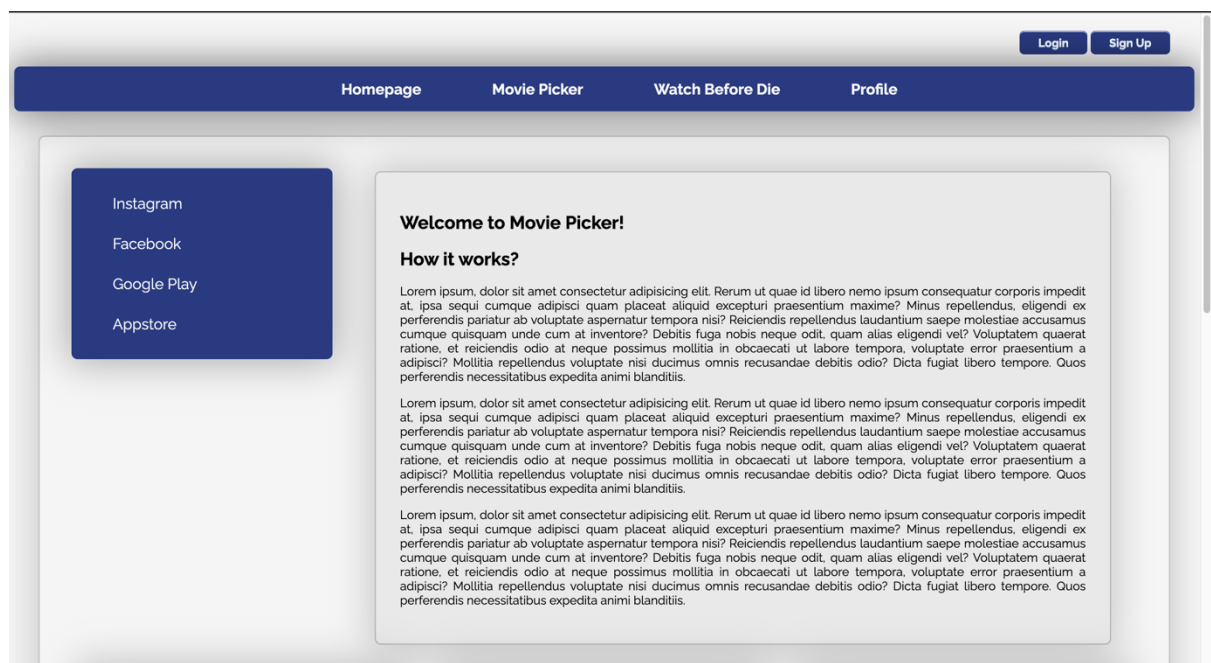 Login Sign Up
Homepage Movie Picker Watch Before Die Profile
Instagram
Facebook
Google Play
Appstore
Welcome to Movie Picker!
How it works?
Lorem ipsum, dolor sit amet consectetur adipisicing elit. Rerum ut quae id libero nemo ipsum consequatur corporis impedit
at, ipsa sequi cumque adipisci quam placeat aliquid excepturi praesentium maxime? Minus repellendus, eligendi ex
perferendis pariatur ab voluptate aspernatur tempora nisi? Reiciendis repellendus laudantium saepe molestiae accusamus
cumque quisquam unde cum at inventore? Debitis fuga nobis neque odit, quam alias eligendi vel? Voluptatem quaerat
ratione, et reiciendis odio at neque possimus mollitia in obcaecati ut labore tempora, voluptate error praesentium a
adipisci? Mollitia repellendus voluptate nisi ducimus omnis recusandae debitis odio? Dicta fugiat libero tempore. Quos
perferendis necessitatibus expedita animi blanditiis.
Lorem ipsum, dolor sit amet consectetur adipisicing elit. Rerum ut quae id libero nemo ipsum consequatur corporis impedit
at, ipsa sequi cumque adipisci quam placeat aliquid excepturi praesentium maxime? Minus repellendus, eligendi ex
perferendis pariatur ab voluptate aspernatur tempora nisi? Reiciendis repellendus laudantium saepe molestiae accusamus
cumque quisquam unde cum at inventore? Debitis fuga nobis neque odit, quam alias eligendi vel? Voluptatem quaerat
ratione, et reiciendis odio at neque possimus mollitia in obcaecati ut labore tempora, voluptate error praesentium a
adipisci? Mollitia repellendus voluptate nisi ducimus omnis recusandae debitis odio? Dicta fugiat libero tempore. Quos
perferendis necessitatibus expedita animi blanditiis.
Lorem ipsum, dolor sit amet consectetur adipisicing elit. Rerum ut quae id libero nemo ipsum consequatur corporis impedit
at, ipsa sequi cumque adipisci quam placeat aliquid excepturi praesentium maxime? Minus repellendus, eligendi ex
perferendis pariatur ab voluptate aspernatur tempora nisi? Reiciendis repellendus laudantium saepe molestiae accusamus
cumque quisquam unde cum at inventore? Debitis fuga nobis neque odit, quam alias eligendi vel? Voluptatem quaerat
ratione, et reiciendis odio at neque possimus mollitia in obcaecati ut labore tempora, voluptate error praesentium a
adipisci? Mollitia repellendus voluptate nisi ducimus omnis recusandae debitis odio? Dicta fugiat libero tempore. Quos
perferendis necessitatibus expedita animi blanditiis.